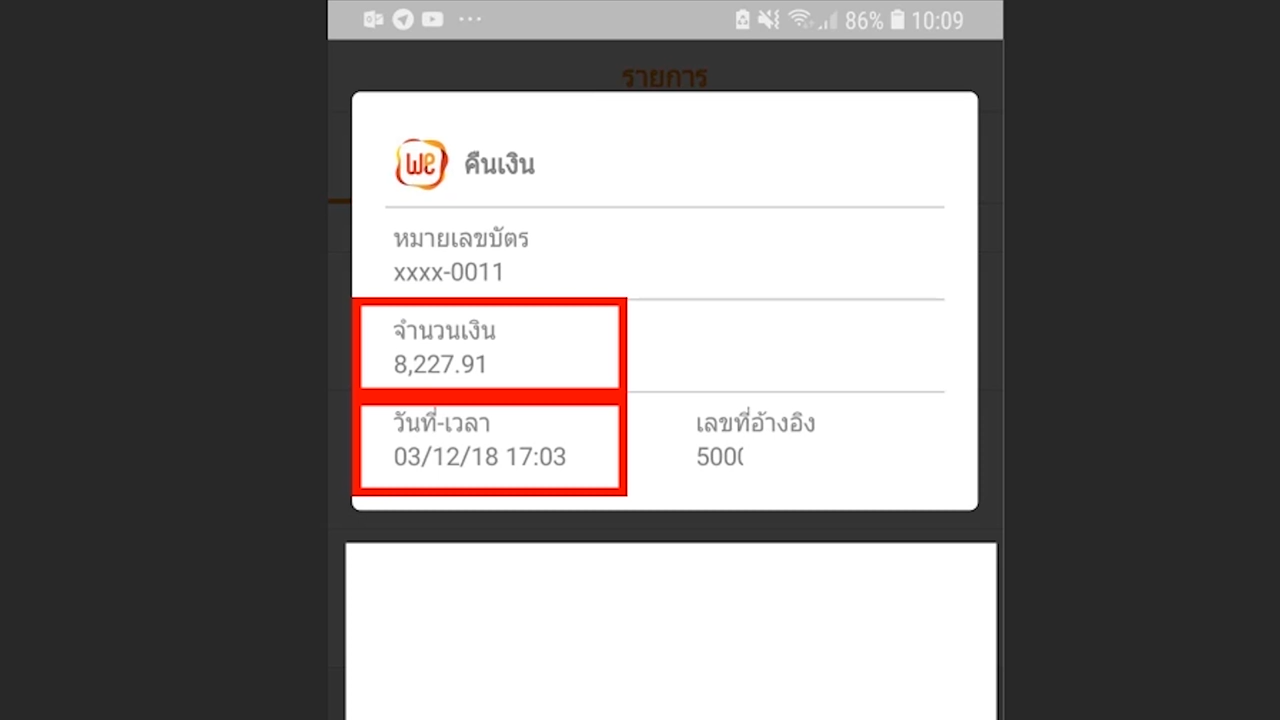 86% 10:09
รายการ
we คืนเงิน
หมายเลขบัตร
xxxx-0011
จำนวนเงิน
8,227.91
วันที่-เวลา
03/12/18 17:03
เลขที่อ้างอิง
500